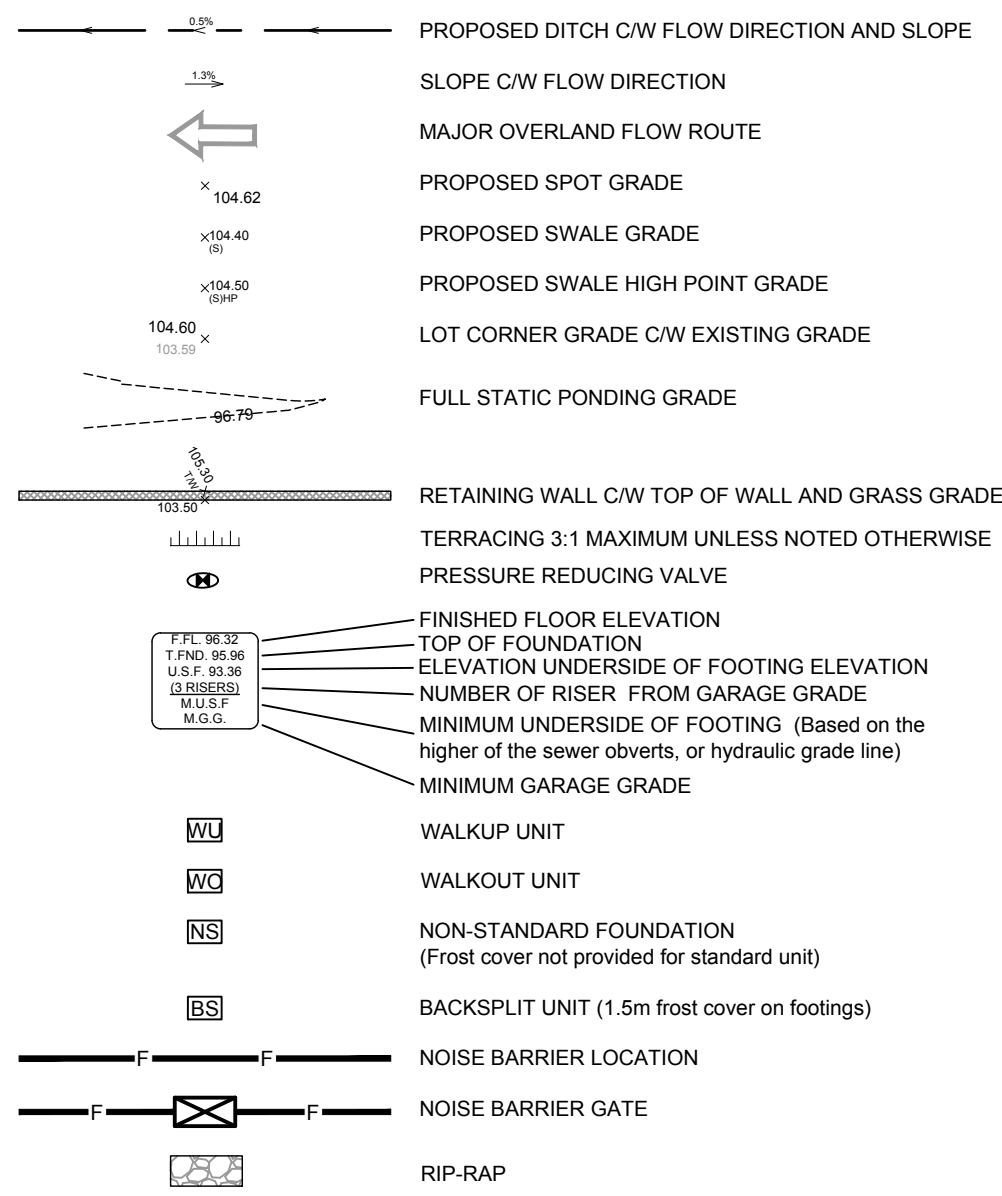 0.5%
PROPOSED DITCH C/W FLOW DIRECTION AND SLOPE
1.3%
SLOPE C/W FLOW DIRECTION
MAJOR OVERLAND FLOW ROUTE
104.62
PROPOSED SPOT GRADE
104.40
(S)
PROPOSED SWALE GRADE
104.50
(S)HP
PROPOSED SWALE HIGH POINT GRADE
104.60
103.59
LOT CORNER GRADE C/W EXISTING GRADE
96.79
FULL STATIC PONDING GRADE
105.30
T/W
103.50
RETAINING WALL C/W TOP OF WALL AND GRASS GRADE
TERRACING 3:1 MAXIMUM UNLESS NOTED OTHERWISE
PRESSURE REDUCING VALVE
F.FL. 96.32
T.FND. 95.96
U.S.F. 93.36
(3 RISERS)
M.U.S.F
M.G.G.
FINISHED FLOOR ELEVATION
TOP OF FOUNDATION
ELEVATION UNDERSIDE OF FOOTING ELEVATION
NUMBER OF RISER FROM GARAGE GRADE
MINIMUM UNDERSIDE OF FOOTING (Based on the
higher of the sewer obverts, or hydraulic grade line)
MINIMUM GARAGE GRADE
WU
WALKUP UNIT
WO
WALKOUT UNIT
NS
NON-STANDARD FOUNDATION
(Frost cover not provided for standard unit)
BS
BACKSPLIT UNIT (1.5m frost cover on footings)
F F
NOISE BARRIER LOCATION
F F
NOISE BARRIER GATE
RIP-RAP